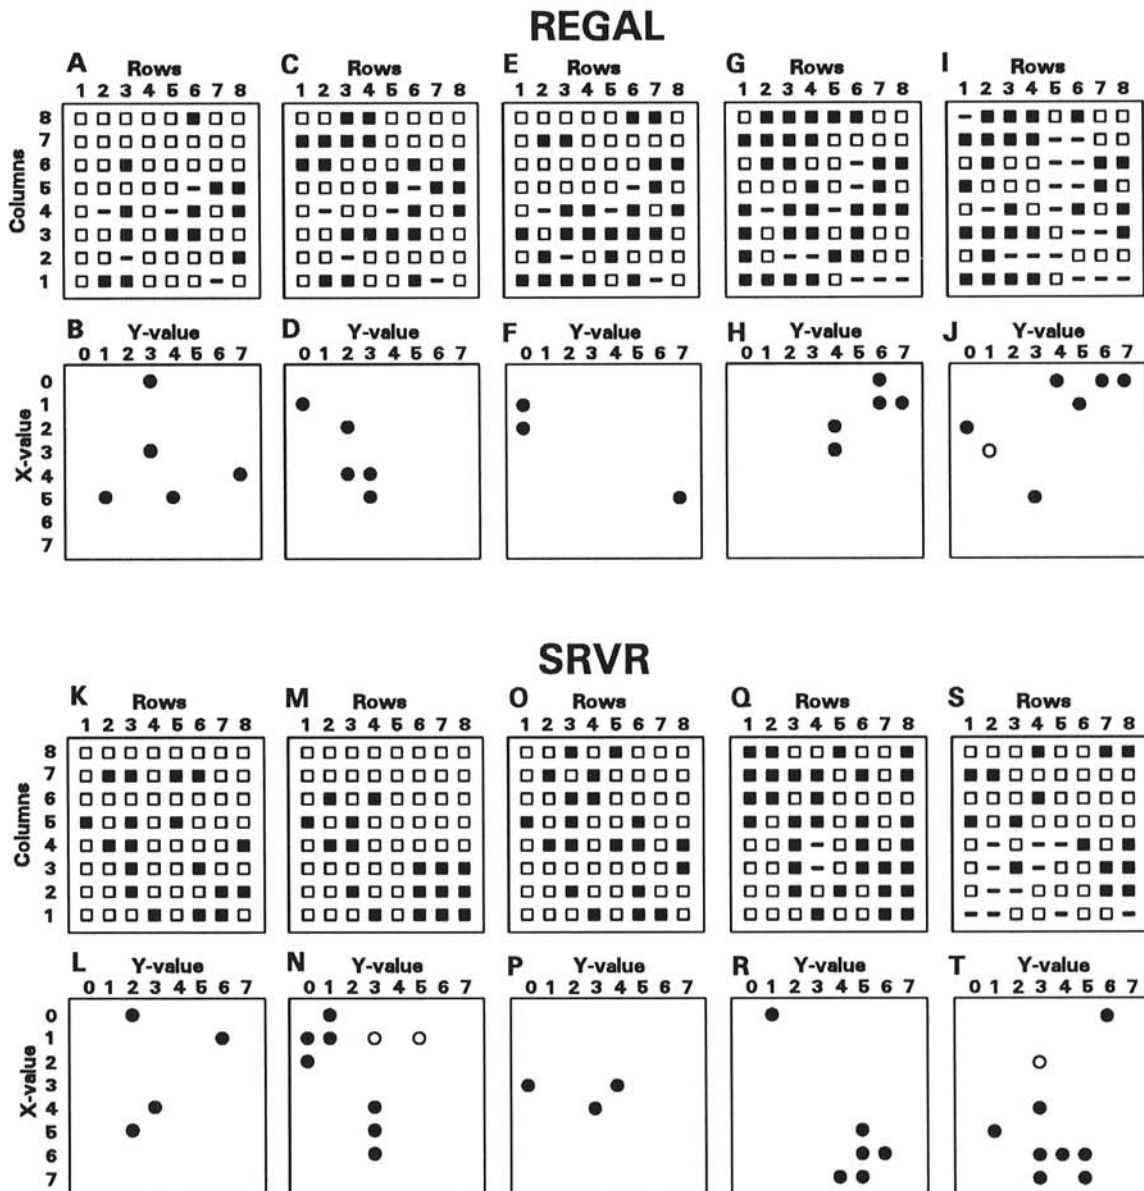 REGAL
A Rows C Rows E Rows G Rows I Rows
1 2 3 4 5 6 7 8 1 2 3 4 5 6 7 8 1 2 3 4 5 6 7 8 1 2 3 4 5 6 7 8 1 2 3 4 5 6 7 8
Columns
8
7
6
5
4
3
2
1
B Y-value D Y-value F Y-value H Y-value J Y-value
0 1 2 3 4 5 6 7 0 1 2 3 4 5 6 7 0 1 2 3 4 5 6 7 0 1 2 3 4 5 6 7 0 1 2 3 4 5 6 7
X-value
0
1
2
3
4
5
6
7
SRVR
K Rows M Rows O Rows Q Rows S Rows
1 2 3 4 5 6 7 8 1 2 3 4 5 6 7 8 1 2 3 4 5 6 7 8 1 2 3 4 5 6 7 8 1 2 3 4 5 6 7 8
Columns
8
7
6
5
4
3
2
1
L Y-value N Y-value P Y-value R Y-value T Y-value
0 1 2 3 4 5 6 7 0 1 2 3 4 5 6 7 0 1 2 3 4 5 6 7 0 1 2 3 4 5 6 7 0 1 2 3 4 5 6 7
X-value
0
1
2
3
4
5
6
7